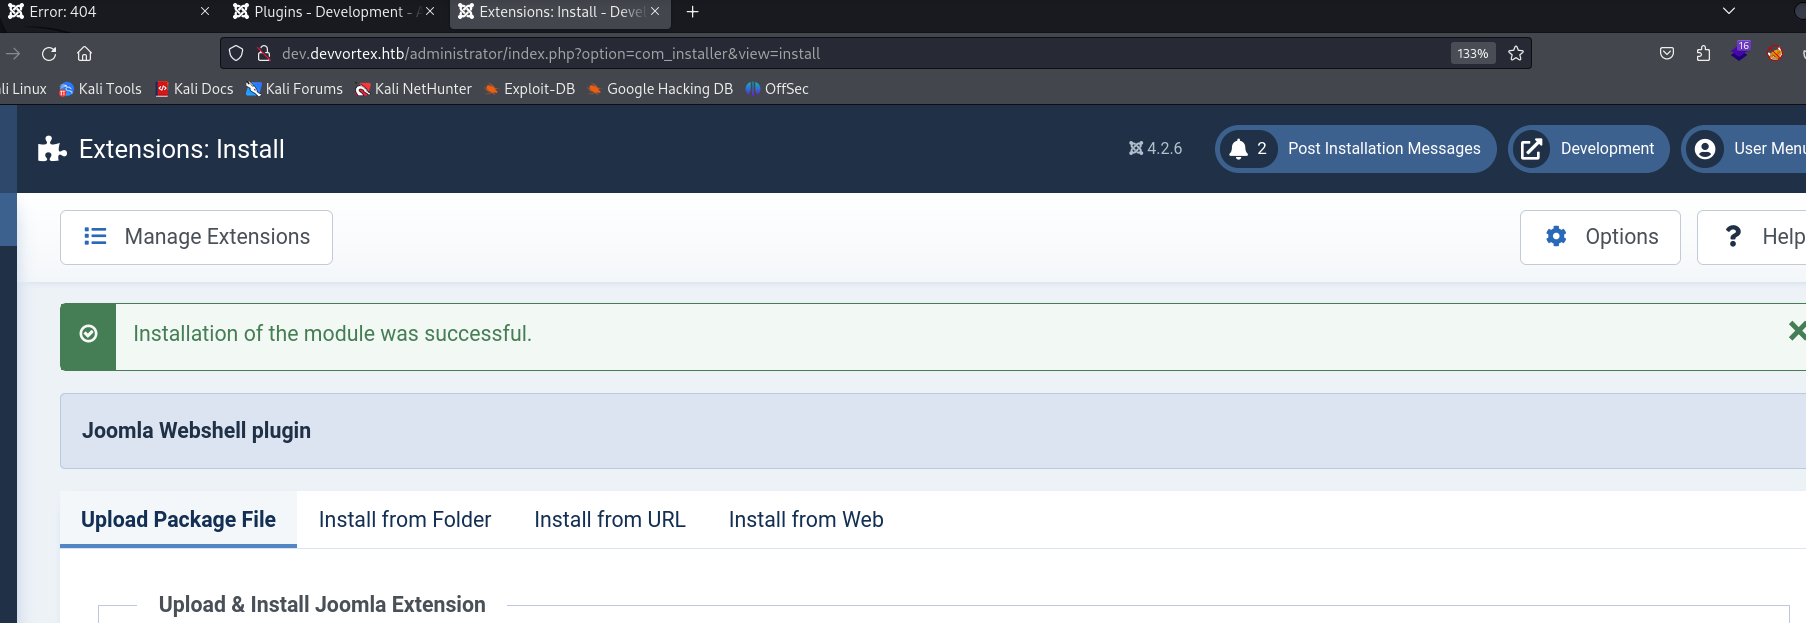 Error: 404
Plugins - Development - A
Extensions: Install - Deve
dev.devvortex.htb/administrator/index.php?option=com_installer&view=install
133%
16
li Linux
Kali Tools
Kali Docs
Kali Forums
Kali NetHunter
Exploit-DB
Google Hacking DB
OffSec
Extensions: Install
4.2.6
2
Post Installation Messages
Development
User Menu
Manage Extensions
Options
? Help
Installation of the module was successful.
Joomla Webshell plugin
Upload Package File
Install from Folder
Install from URL
Install from Web
Upload & Install Joomla Extension